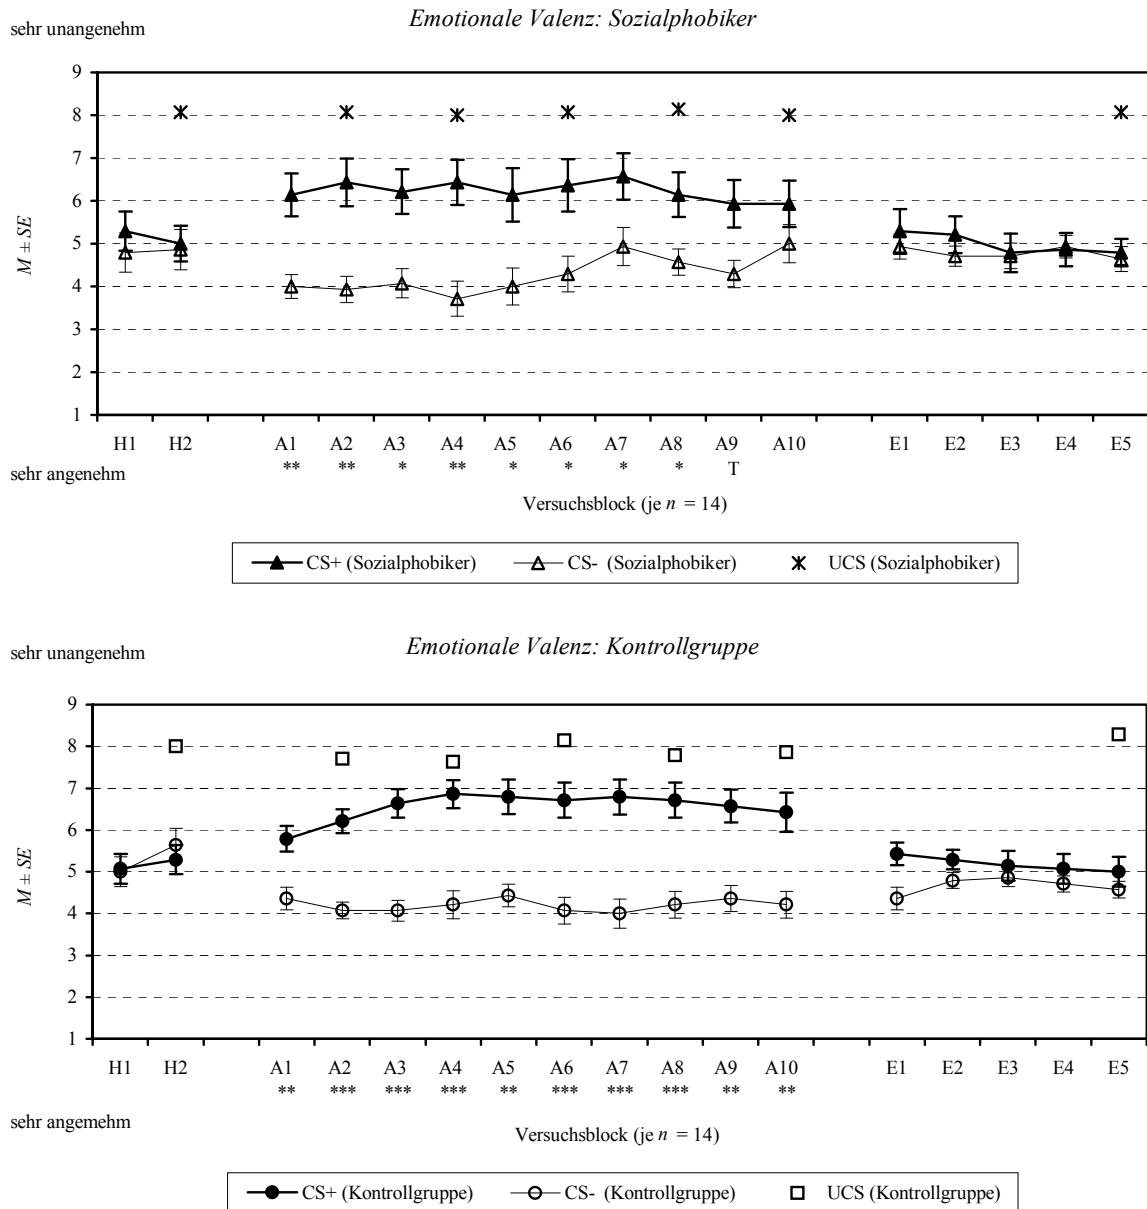 Emotionale Valenz: Sozialphobiker
sehr unangenehm
9
8
7
6
5
4
3
2
1
M ± SE
H1 H2 A1 A2 A3 A4 A5 A6 A7 A8 A9 A10 E1 E2 E3 E4 E5
** ** * ** * * * * T
sehr angenehm
Versuchsblock (je n = 14)
CS+ (Sozialphobiker) CS- (Sozialphobiker) UCS (Sozialphobiker)
Emotionale Valenz: Kontrollgruppe
sehr unangenehm
9
8
7
6
5
4
3
2
1
M ± SE
H1 H2 A1 A2 A3 A4 A5 A6 A7 A8 A9 A10 E1 E2 E3 E4 E5
** *** *** *** ** *** *** *** ** **
sehr angemehm
Versuchsblock (je n = 14)
CS+ (Kontrollgruppe) CS- (Kontrollgruppe) UCS (Kontrollgruppe)